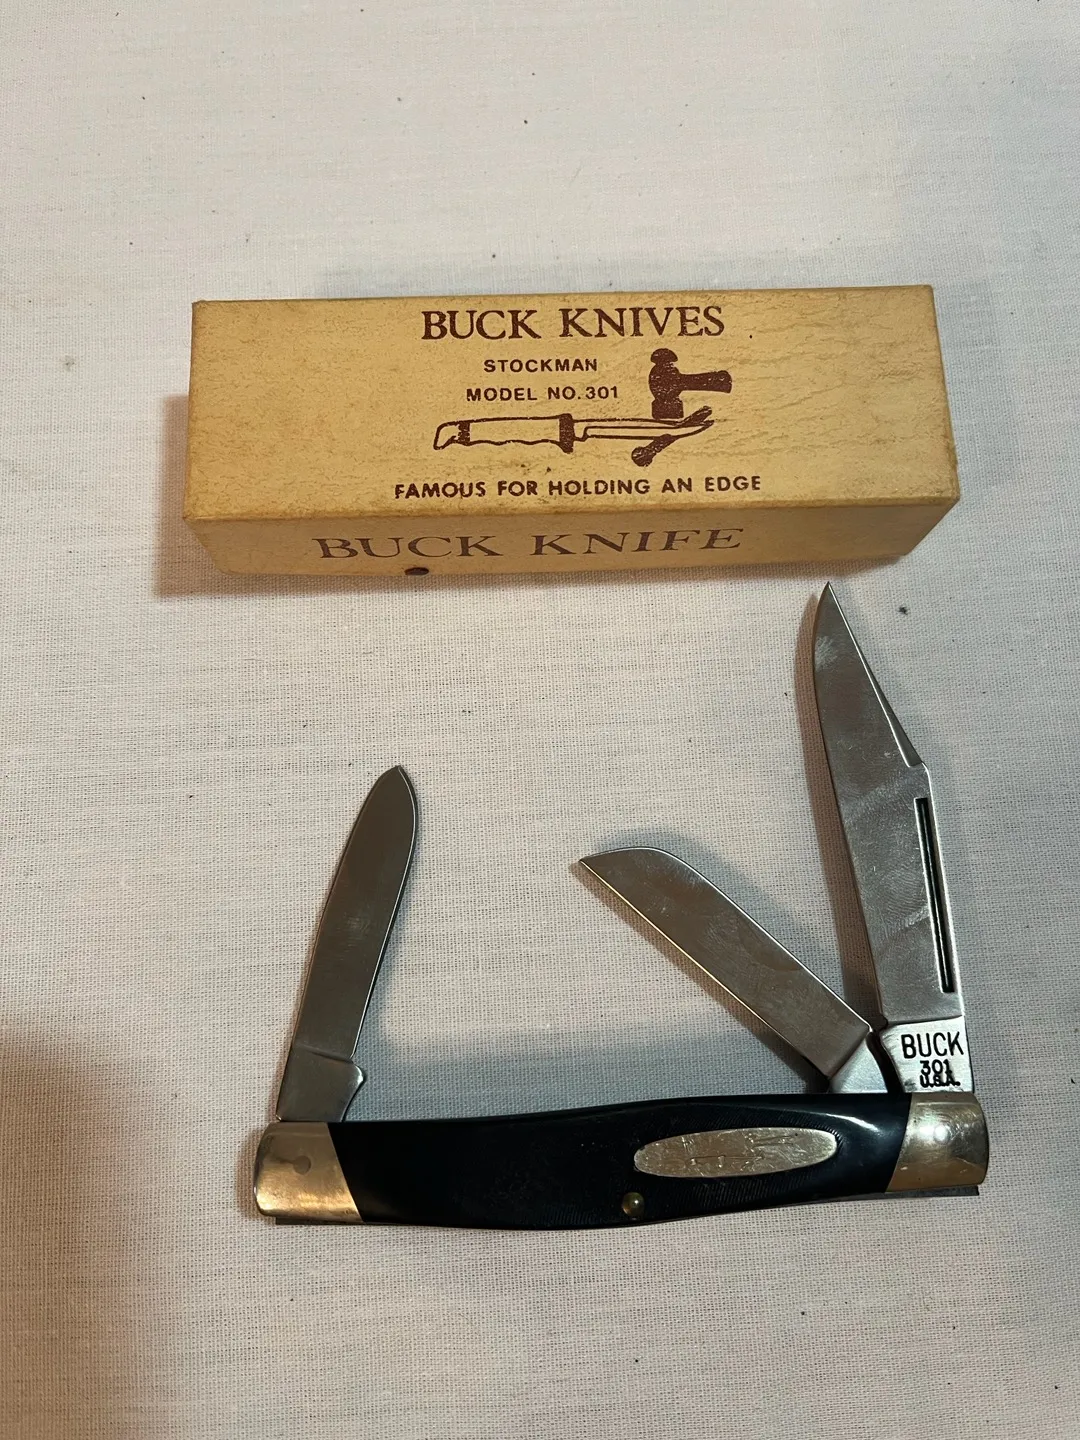 BUCK KNIVES
STOCKMAN
MODEL NO. 301
FAMOUS FOR HOLDING AN EDGE
BUCK KNIFE
BUCK
301
U.S.A.